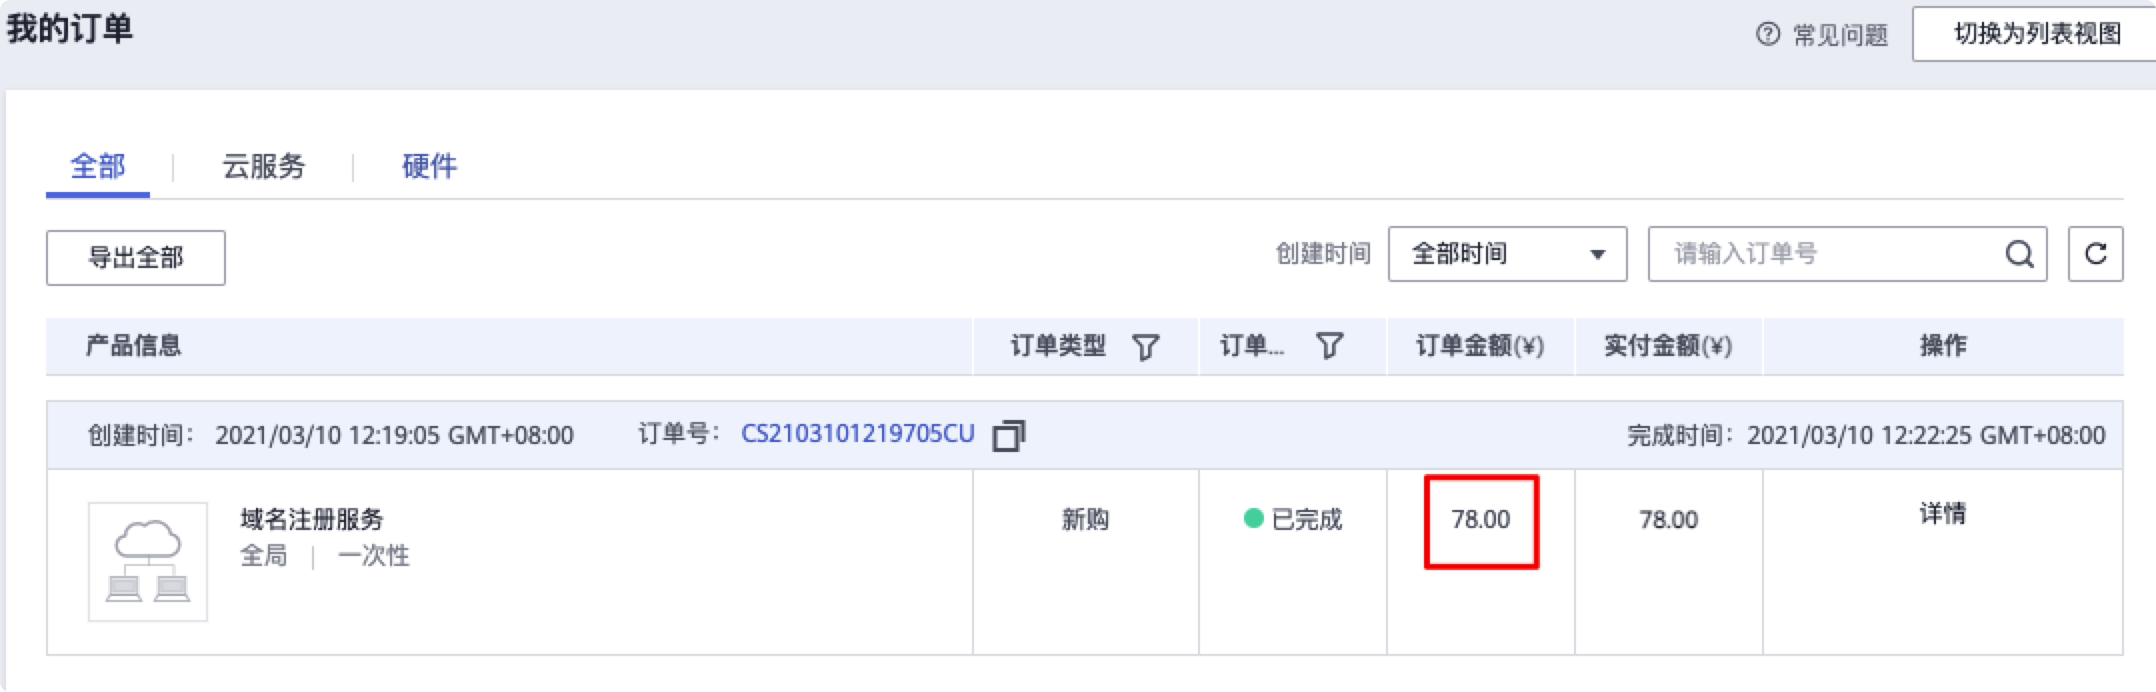 我的订单
常见问题 切换为列表视图
全部 云服务 硬件
导出全部 创建时间 全部时间 请输入订单号
产品信息 订单类型 订单... 订单金额(¥) 实付金额(¥) 操作
创建时间： 2021/03/10 12:19:05 GMT+08:00 订单号： CS2103101219705CU 完成时间：2021/03/10 12:22:25 GMT+08:00
域名注册服务 新购 已完成 78.00 78.00 详情
全局 | 一次性